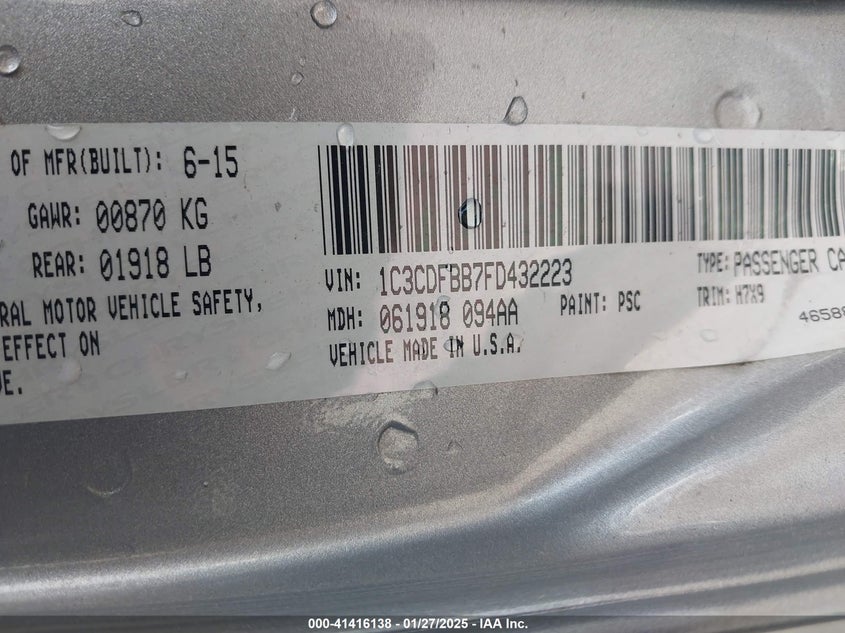 OF MFR(BUILT): 6-15
GAWR: 00870 KG
REAR: 01918 LB
RAL MOTOR VEHICLE SAFETY,
EFFECT ON
VE.
VIN: 1C3CDFBB7FD432223
TYPE: PASSENGER CA
MDH: 061918 094AA
PAINT: PSC
TRIM: H7X9
VEHICLE MADE IN U.S.A.
4658
000-41416138 - 01/27/2025 - IAA Inc.